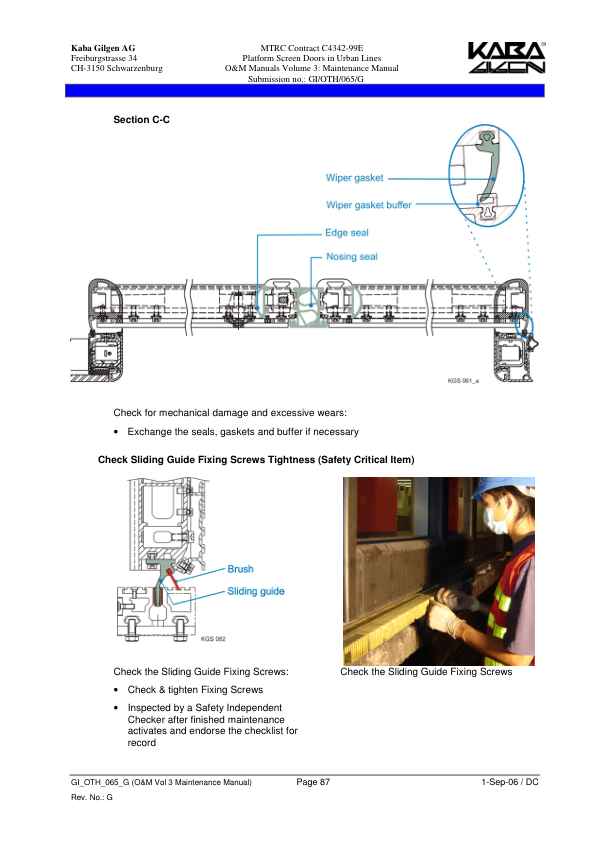 Kaba Gilgen AG
Freiburgstrasse 34
CH-3150 Schwarzenburg
MTRC Contract C4342-99E
Platform Screen Doors in Urban Lines
O&M Manuals Volume 3: Maintenance Manual
Submission no.: GI/OTH/065/G
KABA®
GILGEN
Section C-C
Wiper gasket
Wiper gasket buffer
Edge seal
Nosing seal
KGS 081_a
Check for mechanical damage and excessive wears:
• Exchange the seals, gaskets and buffer if necessary
Check Sliding Guide Fixing Screws Tightness (Safety Critical Item)
Brush
Sliding guide
KGS 082
Check the Sliding Guide Fixing Screws:
• Check & tighten Fixing Screws
• Inspected by a Safety Independent
Checker after finished maintenance
activates and endorse the checklist for
record
Check the Sliding Guide Fixing Screws
GI_OTH_065_G (O&M Vol 3 Maintenance Manual)
Page 87
1-Sep-06 / DC
Rev. No.: G